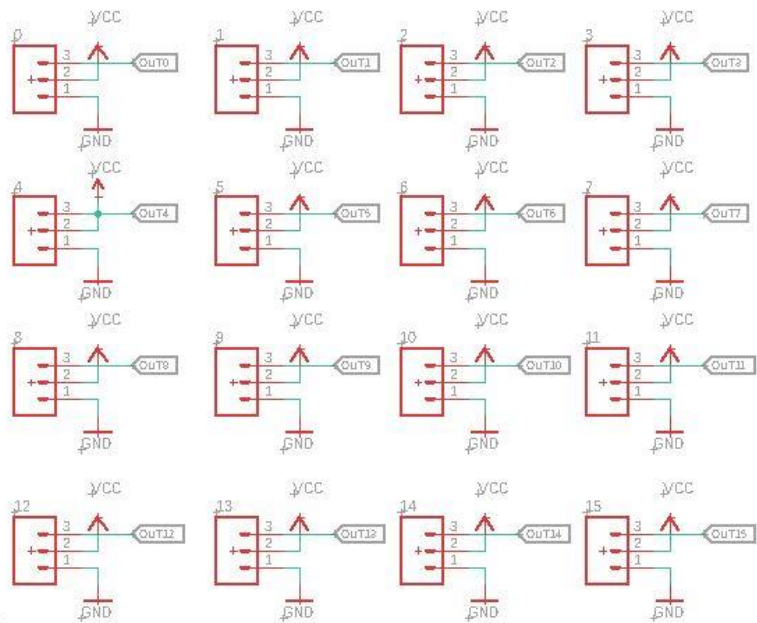 VCC VCC VCC VCC
0 1 2 3
3 OUT0 3 OUT1 3 OUT2 3 OUT3
2 2 2 2
1 1 1 1
GND GND GND GND
VCC VCC VCC VCC
4 5 6 7
3 OUT4 3 OUT5 3 OUT6 3 OUT7
2 2 2 2
1 1 1 1
GND GND GND GND
VCC VCC VCC VCC
8 9 10 11
3 OUT8 3 OUT9 3 OUT10 3 OUT11
2 2 2 2
1 1 1 1
GND GND GND GND
VCC VCC VCC VCC
12 13 14 15
3 OUT12 3 OUT13 3 OUT14 3 OUT15
2 2 2 2
1 1 1 1
GND GND GND GND